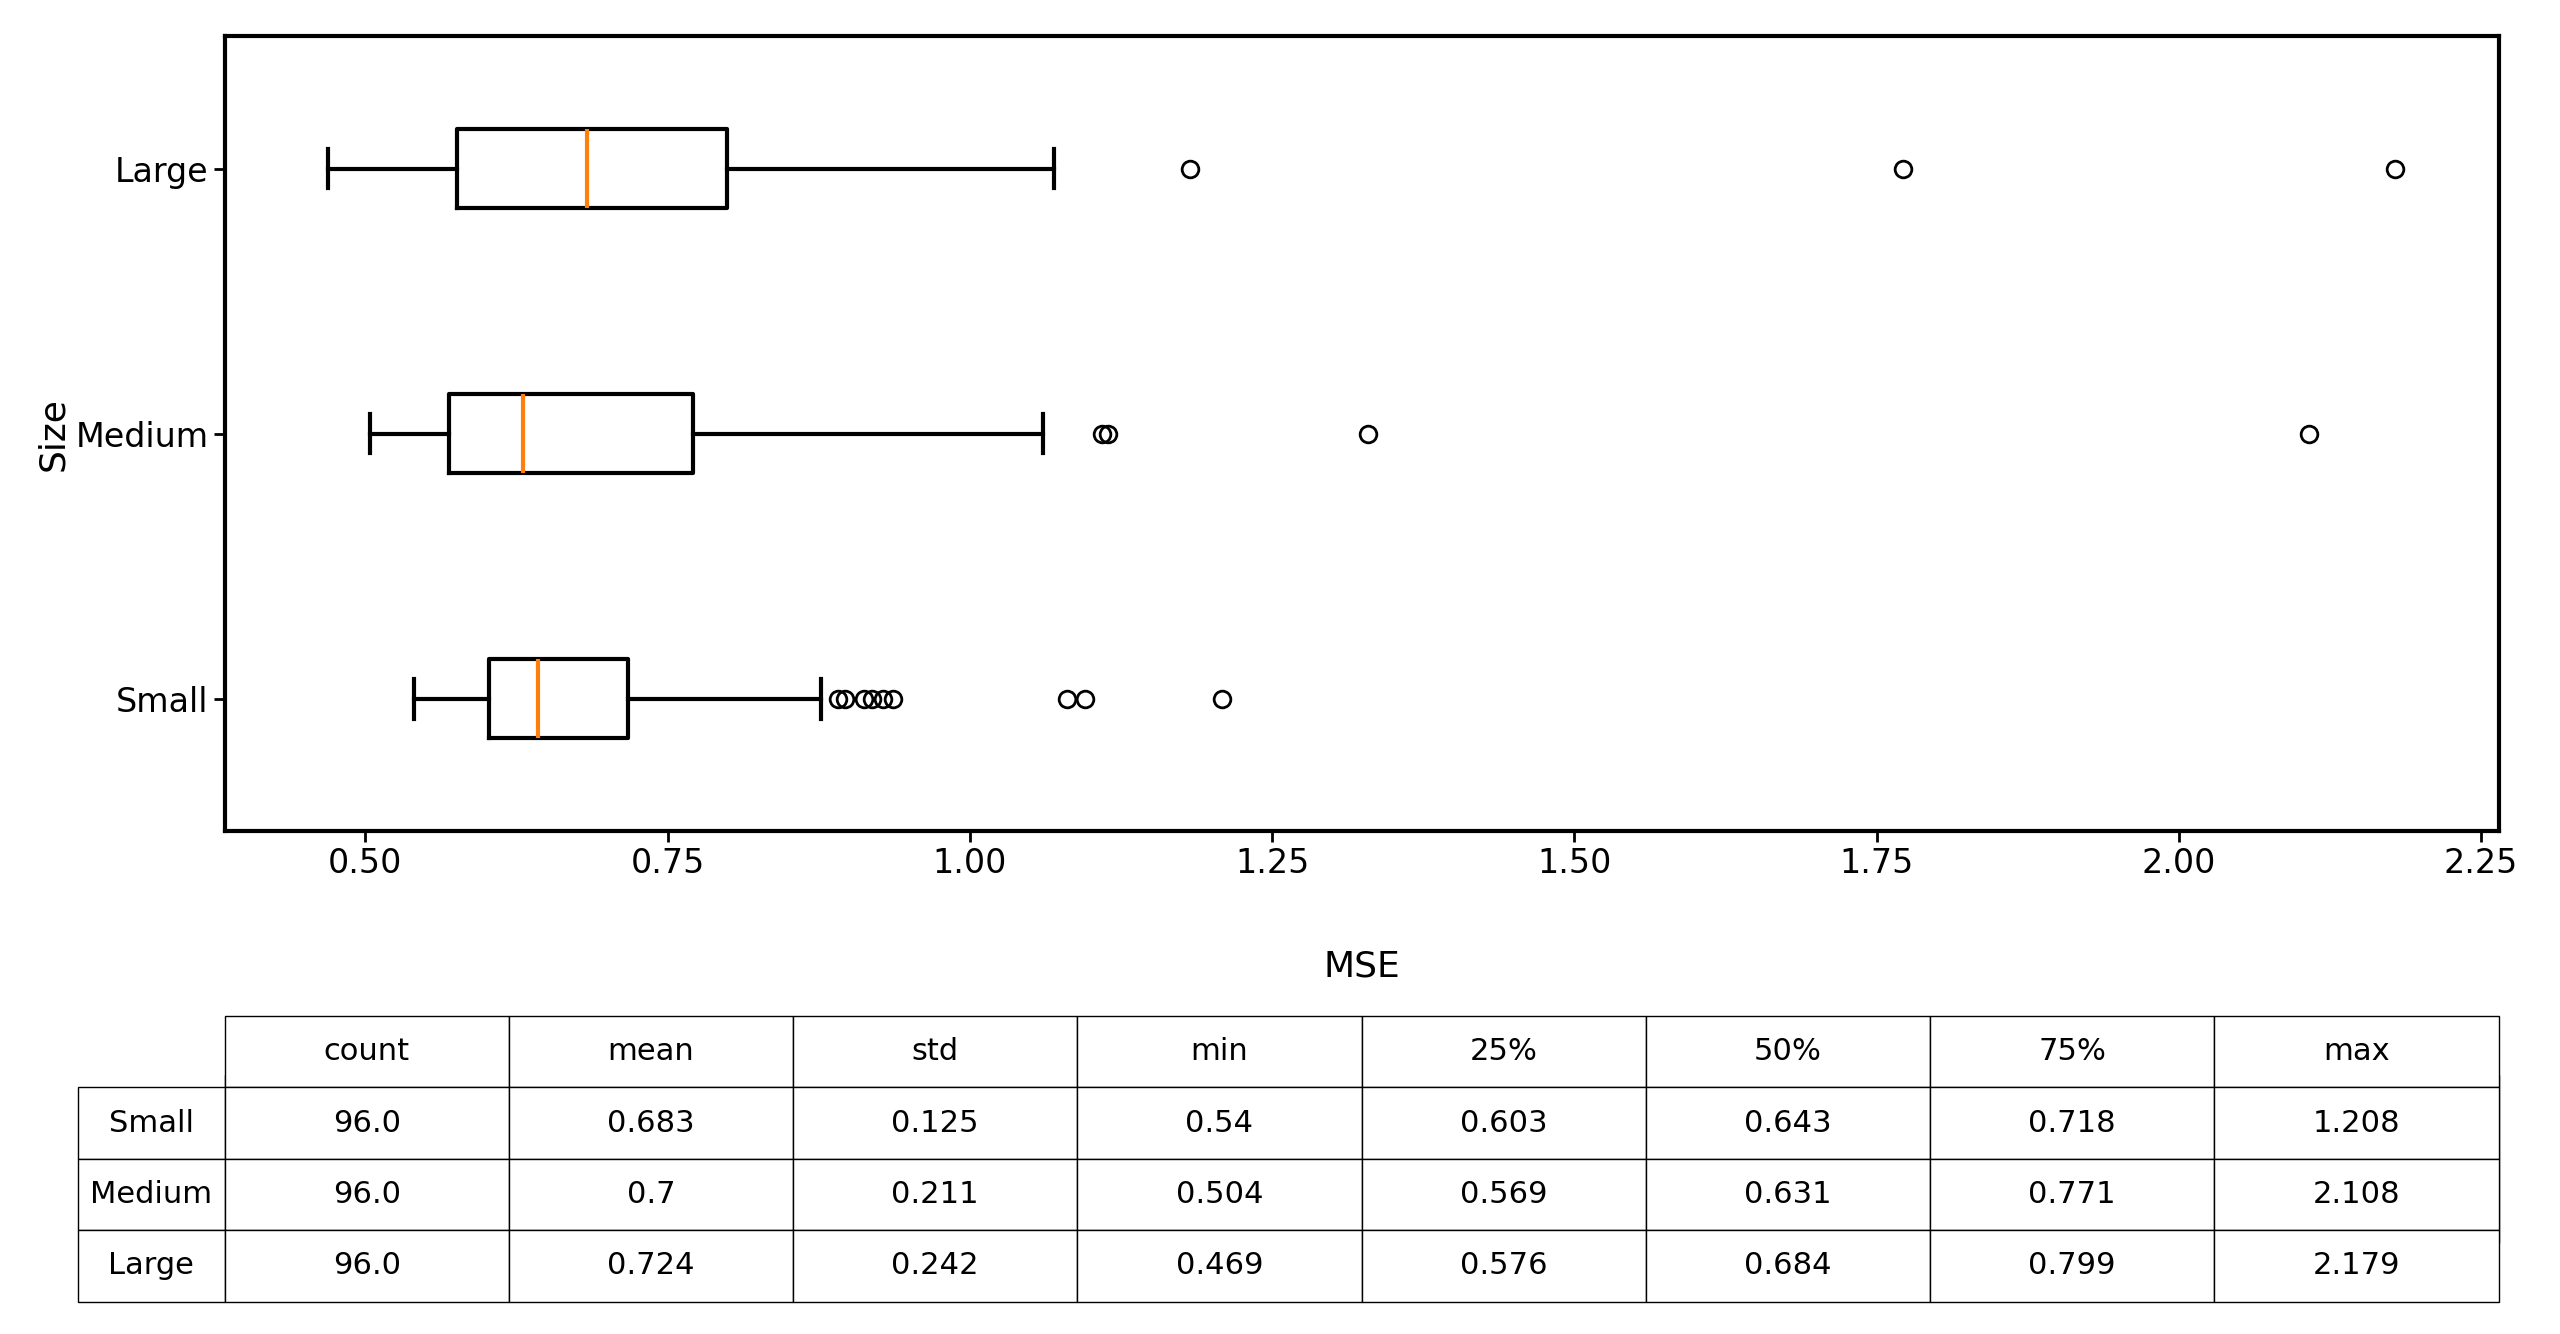 Large
Medium
Small
Size
0.50 0.75 1.00 1.25 1.50 1.75 2.00 2.25
MSE
count mean std min 25% 50% 75% max
Small 96.0 0.683 0.125 0.54 0.603 0.643 0.718 1.208
Medium 96.0 0.7 0.211 0.504 0.569 0.631 0.771 2.108
Large 96.0 0.724 0.242 0.469 0.576 0.684 0.799 2.179